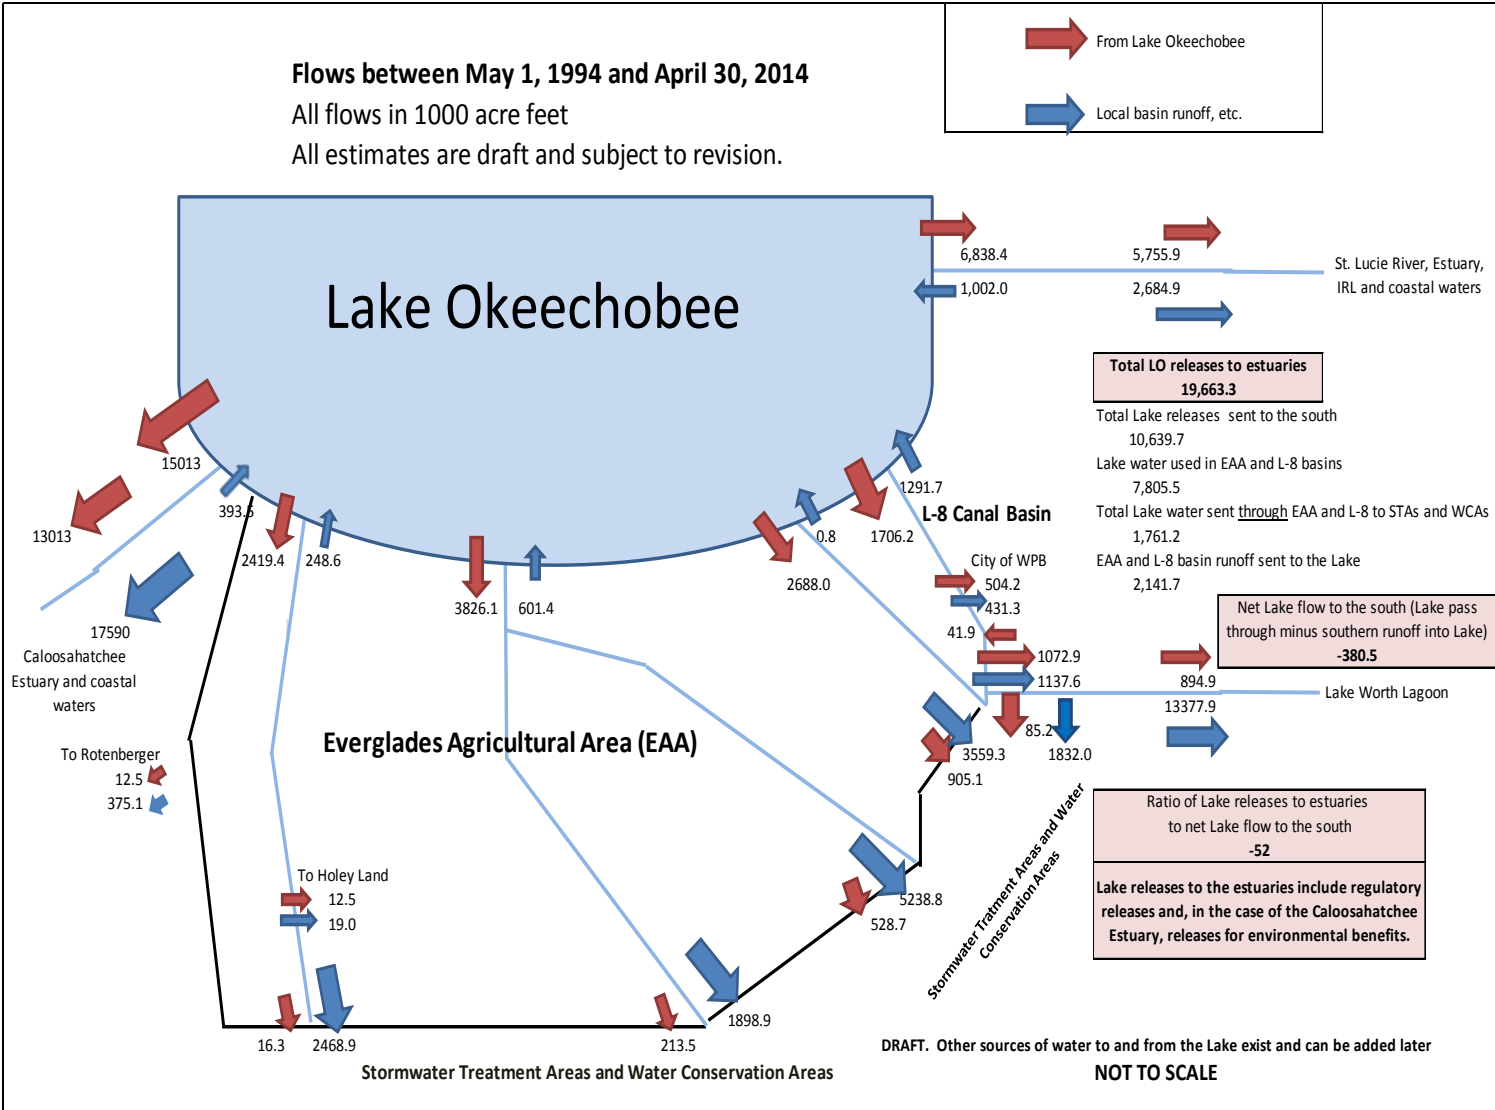 From Lake Okeechobee
Local basin runoff, etc.
Flows between May 1, 1994 and April 30, 2014
All flows in 1000 acre feet
All estimates are draft and subject to revision.
Lake Okeechobee
6,838.4
5,755.9
1,002.0
2,684.9
St. Lucie River, Estuary,
IRL and coastal waters
Total LO releases to estuaries
19,663.3
Total Lake releases sent to the south
10,639.7
Lake water used in EAA and L-8 basins
7,805.5
Total Lake water sent through EAA and L-8 to STAs and WCAs
1,761.2
EAA and L-8 basin runoff sent to the Lake
2,141.7
Net Lake flow to the south (Lake pass
through minus southern runoff into Lake)
-380.5
15013
13013
393.5
2419.4
248.6
3826.1
601.4
2688.0
0.8
1706.2
1291.7
L-8 Canal Basin
City of WPB
504.2
431.3
41.9
1072.9
1137.6
894.9
13377.9
Lake Worth Lagoon
85.2
1832.0
17590
Caloosahatchee
Estuary and coastal
waters
Everglades Agricultural Area (EAA)
To Rotenberger
12.5
375.1
3559.3
905.1
5238.8
528.7
To Holey Land
12.5
19.0
Stormwater Tratment Areas and Water
Conservation Areas
Ratio of Lake releases to estuaries
to net Lake flow to the south
-52
Lake releases to the estuaries include regulatory
releases and, in the case of the Caloosahatchee
Estuary, releases for environmental benefits.
16.3
2468.9
213.5
1898.9
Stormwater Treatment Areas and Water Conservation Areas
DRAFT. Other sources of water to and from the Lake exist and can be added later
NOT TO SCALE